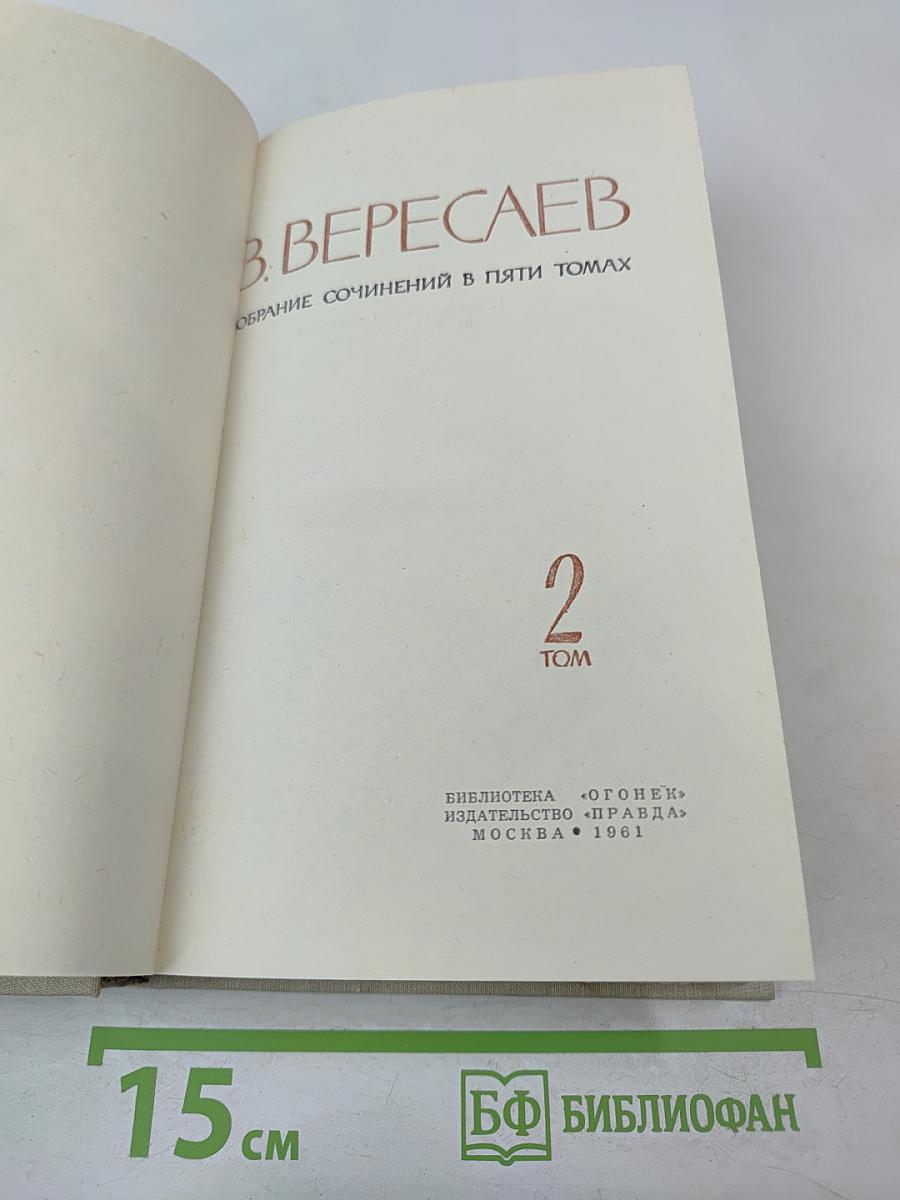 В. ВЕРЕСАЕВ
ОБРАНИЕ СОЧИНЕНИЙ В ПЯТИ ТОМАХ
2
ТОМ
БИБЛИОТЕКА «ОГОНЕК»
ИЗДАТЕЛЬСТВО «ПРАВДА»
МОСКВА • 1961
15 см
БФ БИБЛИОФАН